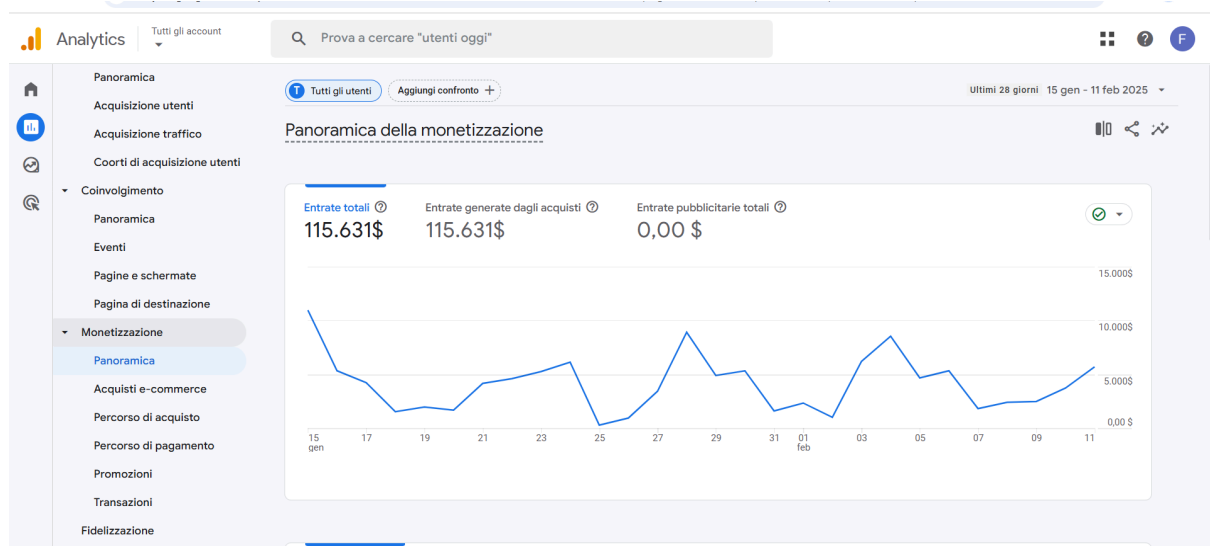 Analytics
Tutti gli account
Prova a cercare "utenti oggi"
F
Panoramica
Acquisizione utenti
Acquisizione traffico
Coorti di acquisizione utenti
Coinvolgimento
Panoramica
Eventi
Pagine e schermate
Pagina di destinazione
Monetizzazione
Panoramica
Acquisti e-commerce
Percorso di acquisto
Percorso di pagamento
Promozioni
Transazioni
Fidelizzazione
T Tutti gli utenti Aggiungi confronto +
Ultimi 28 giorni 15 gen - 11 feb 2025
Panoramica della monetizzazione
Entrate totali Entrate generate dagli acquisti Entrate pubblicitarie totali
115.631$ 115.631$ 0,00 $
15.000$
10.000$
5.000$
0,00 $
15 17 19 21 23 25 27 29 31 01 03 05 07 09 11
gen feb